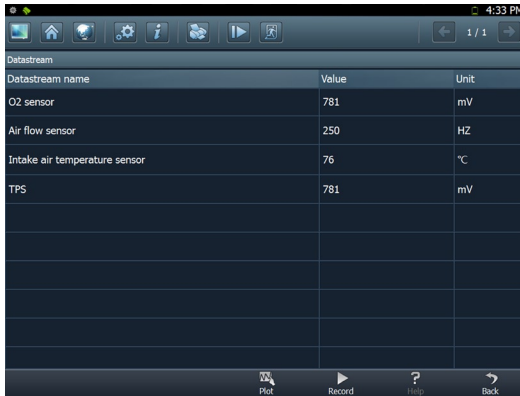 4:33 PM
1 / 1
Datastream
Datastream name Value Unit
O2 sensor 781 mV
Air flow sensor 250 HZ
Intake air temperature sensor 76 ℃
TPS 781 mV
Plot Record Help Back